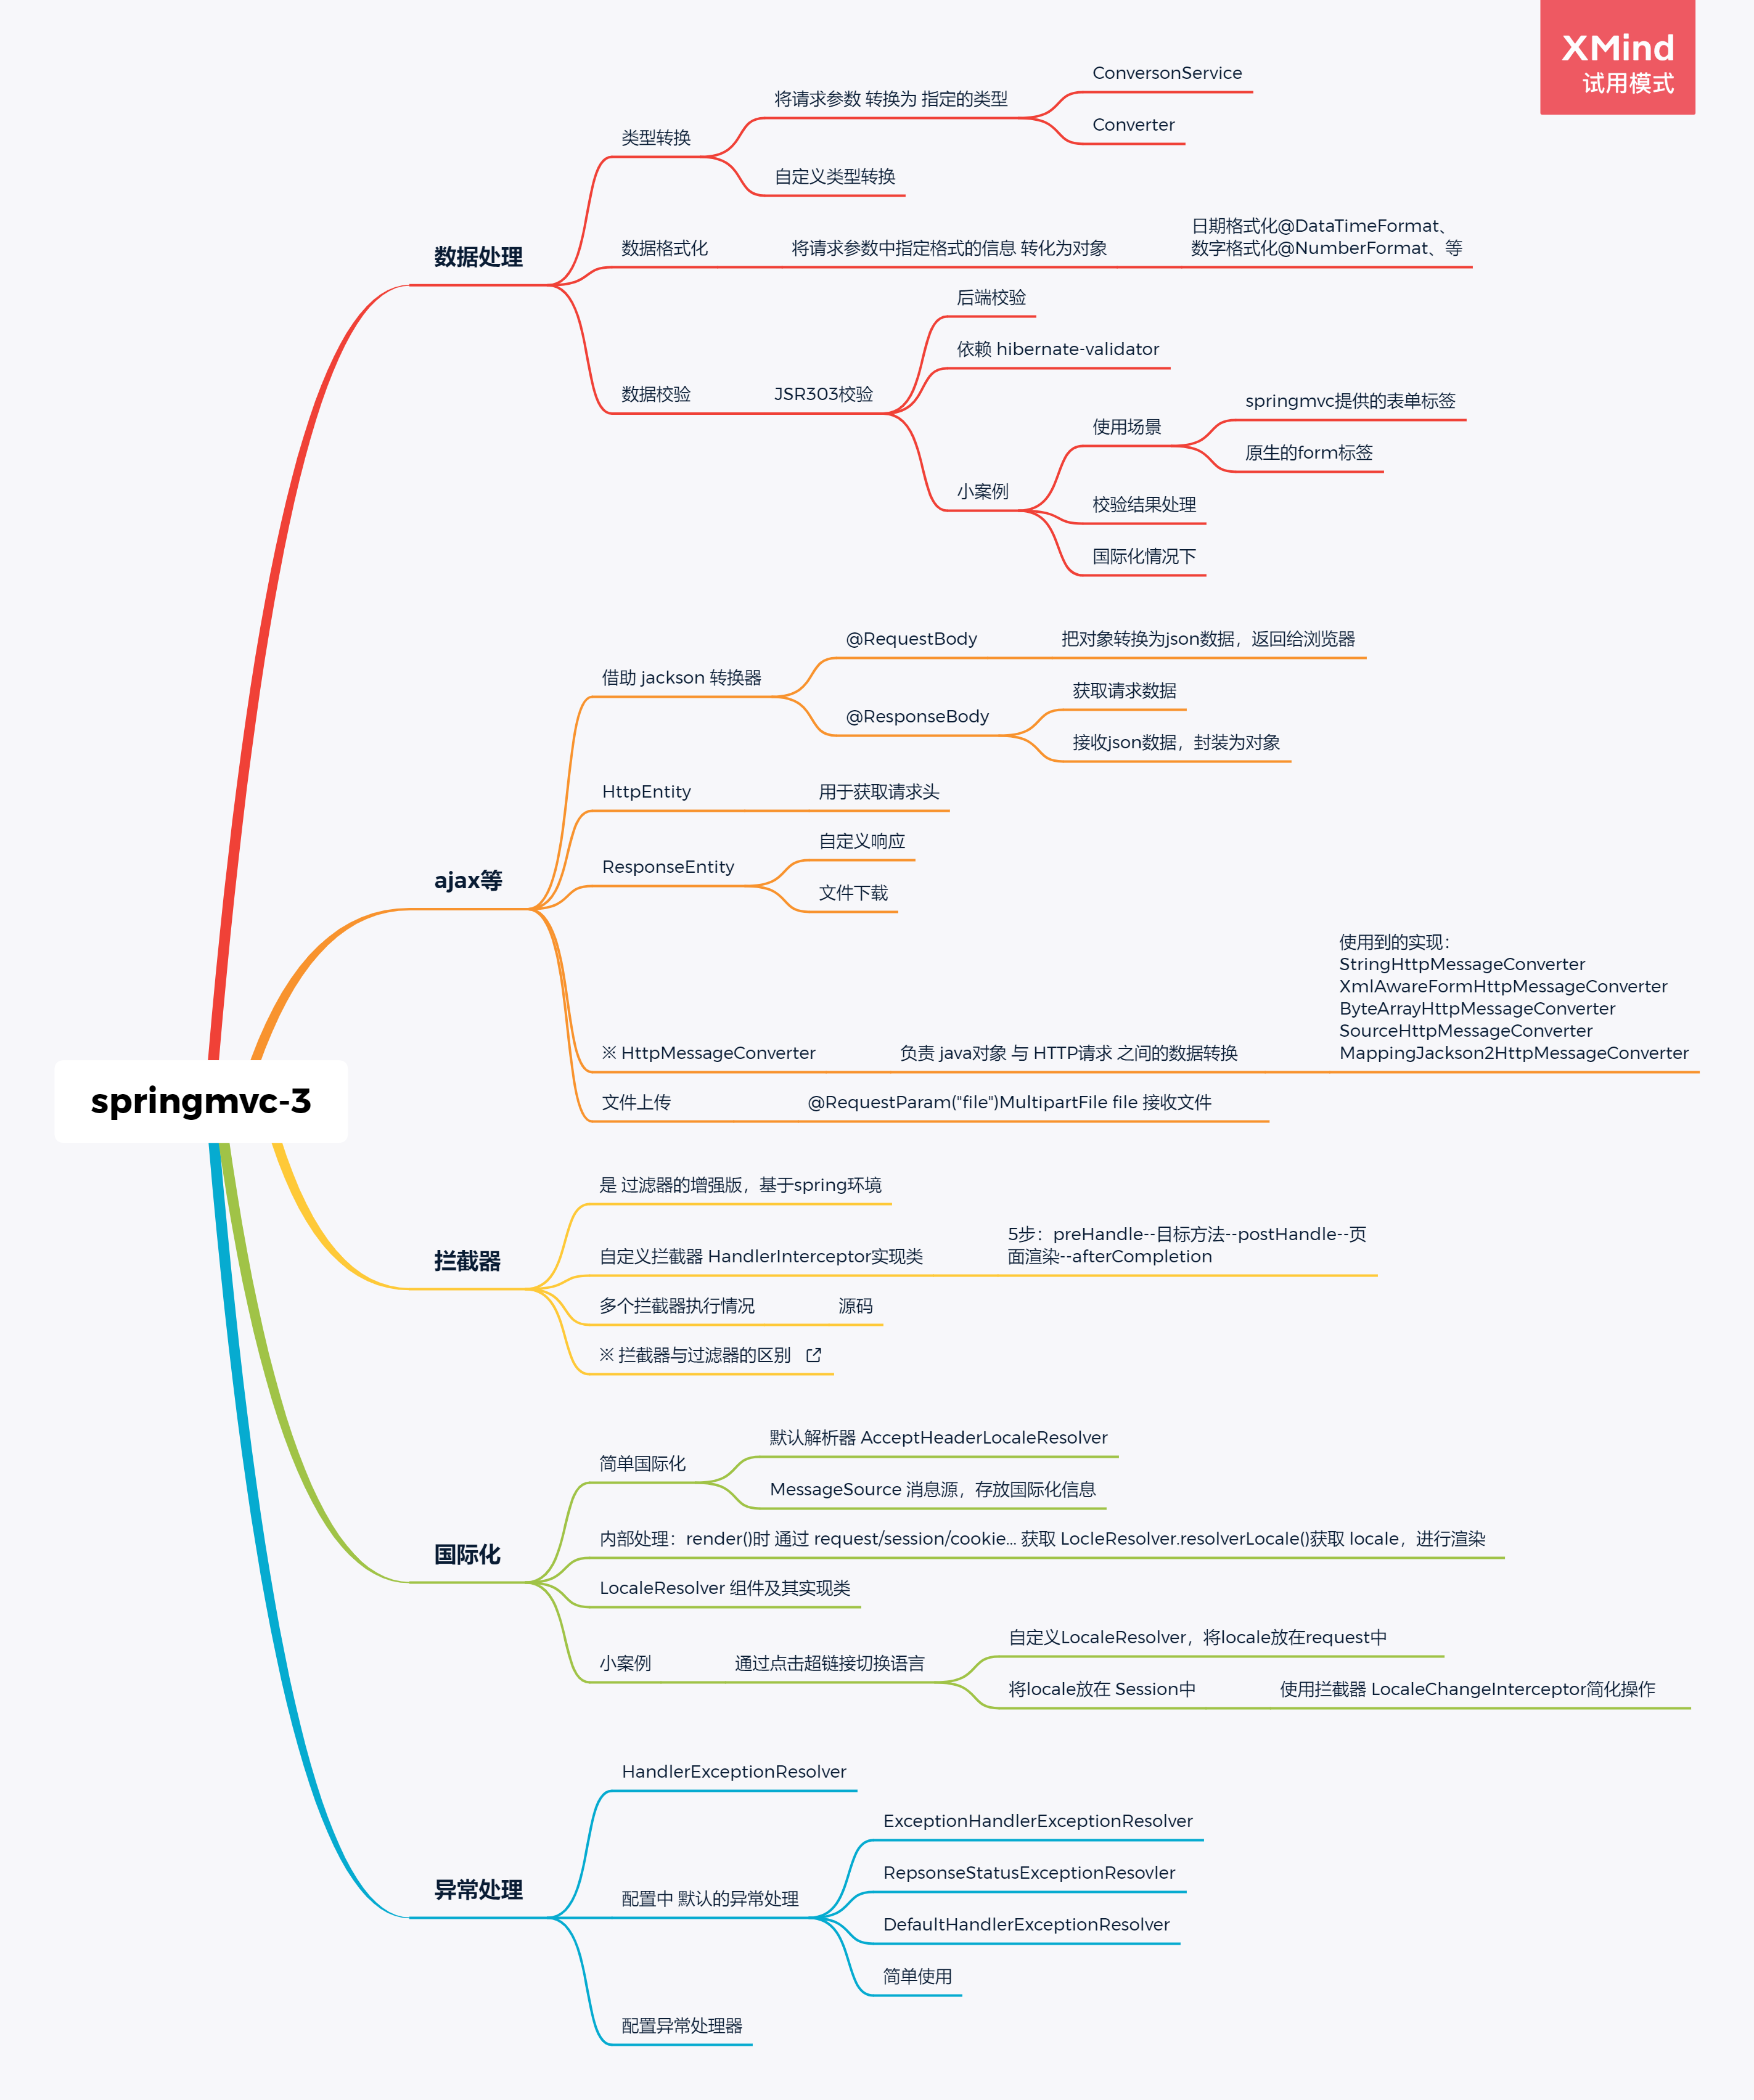 XMind
试用模式
springmvc-3
数据处理
类型转换
将请求参数 转换为 指定的类型
ConversonService
Converter
自定义类型转换
数据格式化
将请求参数中指定格式的信息 转化为对象
日期格式化@DataTimeFormat、
数字格式化@NumberFormat、等
数据校验
JSR303校验
后端校验
依赖 hibernate-validator
小案例
使用场景
springmvc提供的表单标签
原生的form标签
校验结果处理
国际化情况下
ajax等
借助 jackson 转换器
@RequestBody
把对象转换为json数据，返回给浏览器
@ResponseBody
获取请求数据
接收json数据，封装为对象
HttpEntity
用于获取请求头
ResponseEntity
自定义响应
文件下载
※ HttpMessageConverter
负责 java对象 与 HTTP请求 之间的数据转换
使用到的实现：
StringHttpMessageConverter
XmlAwareFormHttpMessageConverter
ByteArrayHttpMessageConverter
SourceHttpMessageConverter
MappingJackson2HttpMessageConverter
文件上传
@RequestParam("file")MultipartFile file 接收文件
拦截器
是 过滤器的增强版，基于spring环境
自定义拦截器 HandlerInterceptor实现类
5步：preHandle--目标方法--postHandle--页
面渲染--afterCompletion
多个拦截器执行情况
源码
※ 拦截器与过滤器的区别
国际化
简单国际化
默认解析器 AcceptHeaderLocaleResolver
MessageSource 消息源，存放国际化信息
内部处理：render()时 通过 request/session/cookie... 获取 LocleResolver.resolverLocale()获取 locale，进行渲染
LocaleResolver 组件及其实现类
小案例
通过点击超链接切换语言
自定义LocaleResolver，将locale放在request中
将locale放在 Session中
使用拦截器 LocaleChangeInterceptor简化操作
异常处理
HandlerExceptionResolver
配置中 默认的异常处理
ExceptionHandlerExceptionResolver
RepsonseStatusExceptionResovler
DefaultHandlerExceptionResolver
简单使用
配置异常处理器